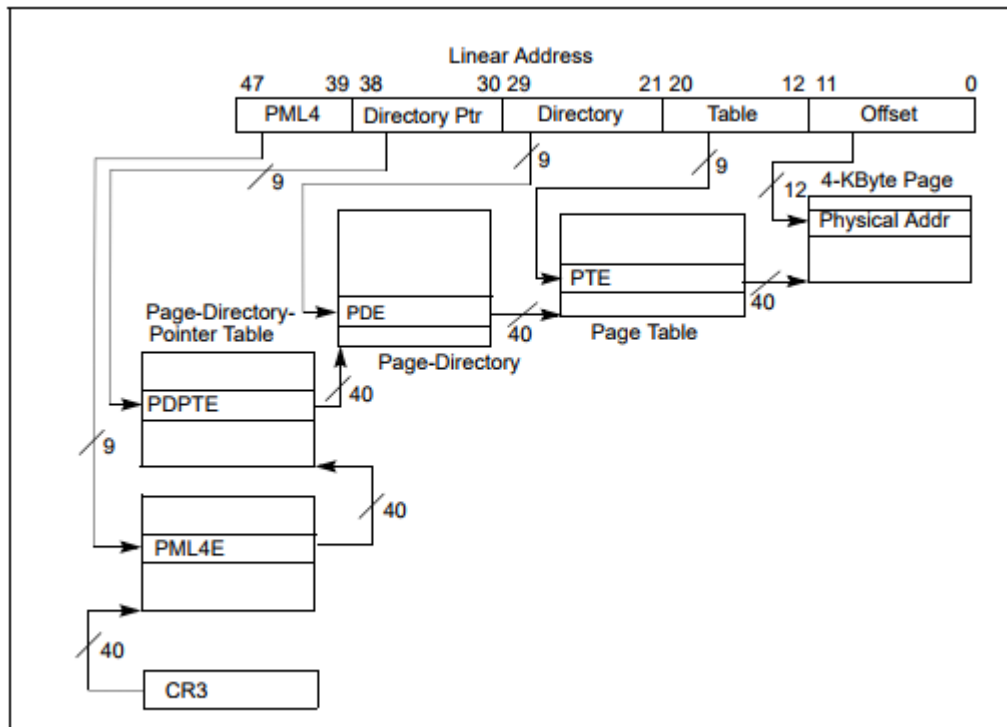 Linear Address
47 39 38 30 29 21 20 12 11 0
PML4 Directory Ptr Directory Table Offset
9 9 9
12 4-KByte Page
Physical Addr
PTE
40
PDE
40
Page Table
Page-Directory-
Pointer Table
Page-Directory
40
PDPTE
9
40
PML4E
40
CR3